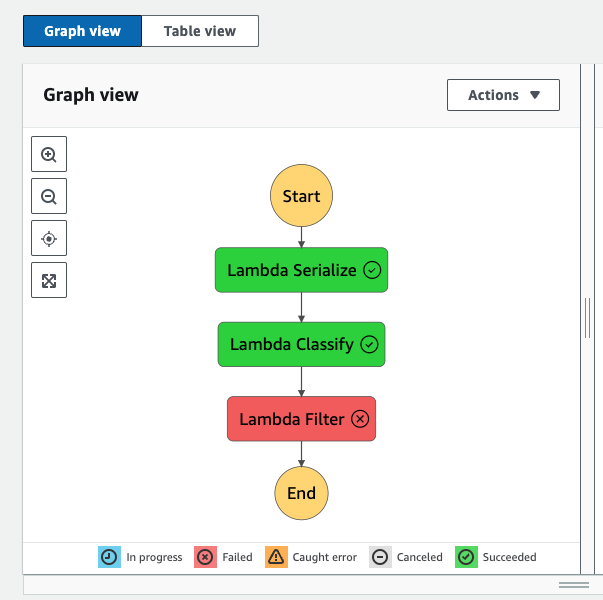 Graph view
Table view
Graph view
Actions
Start
Lambda Serialize
Lambda Classify
Lambda Filter
End
In progress
Failed
Caught error
Canceled
Succeeded